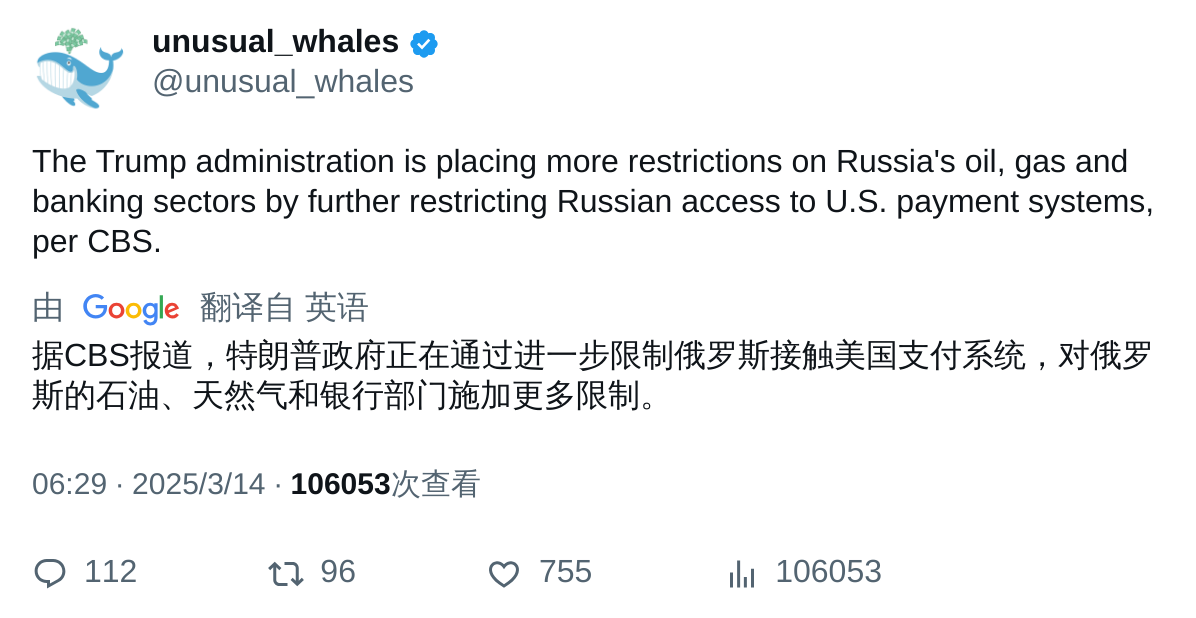 unusual_whales
@unusual_whales
The Trump administration is placing more restrictions on Russia's oil, gas and
banking sectors by further restricting Russian access to U.S. payment systems,
per CBS.
由 Google 翻译自 英语
据CBS报道，特朗普政府正在通过进一步限制俄罗斯接触美国支付系统，对俄罗
斯的石油、天然气和银行部门施加更多限制。
06:29 · 2025/3/14 · 106053次查看
112 96 755 106053